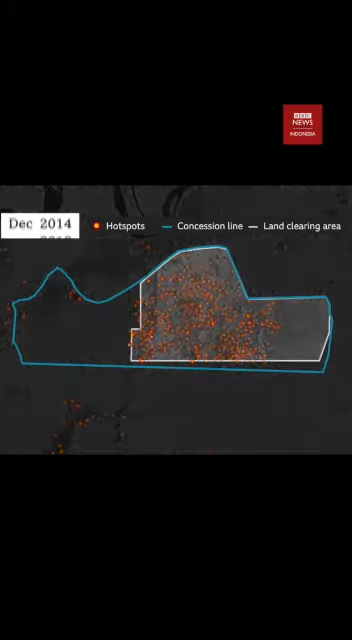 BBC
NEWS
INDONESIA
Dec 2014
Hotspots
Concession line
Land clearing area